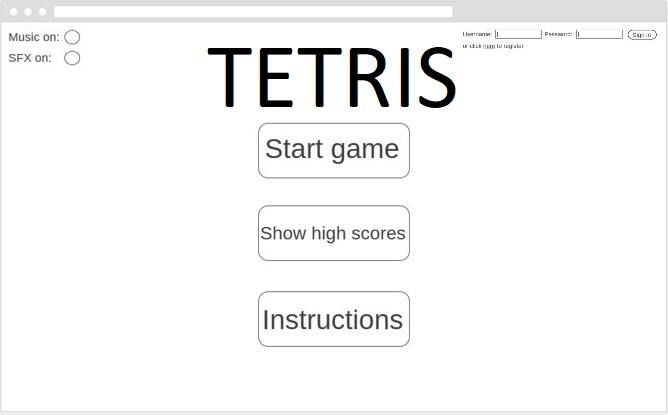 Music on:
SFX on:
Username: Password: Sign in
or click here to register
TETRIS
Start game
Show high scores
Instructions